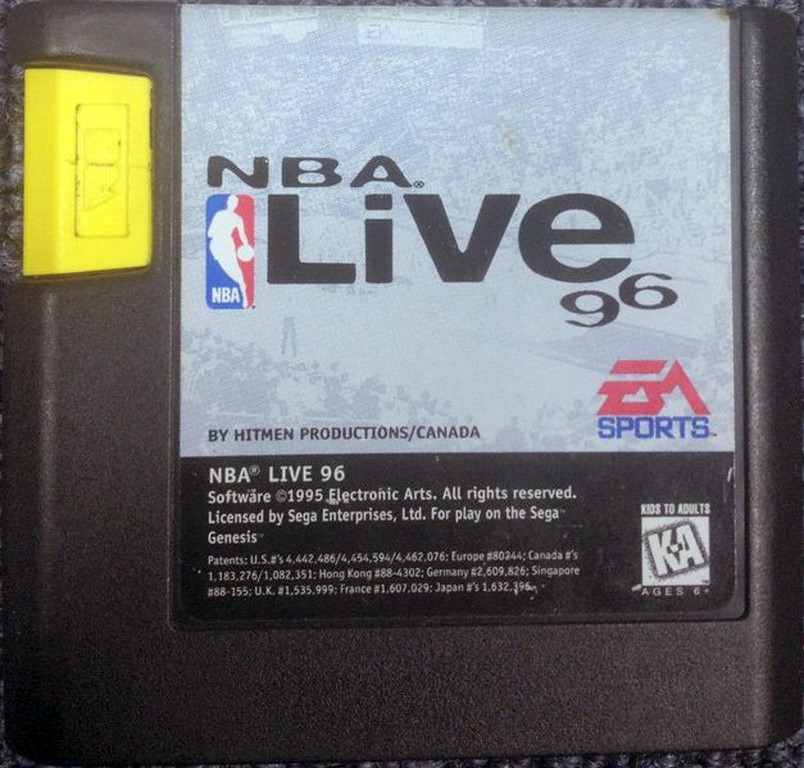 NBA®
Live
96
NBA
EA
SPORTS™
BY HITMEN PRODUCTIONS/CANADA
NBA® LIVE 96
Software ©1995 Electronic Arts. All rights reserved.
Licensed by Sega Enterprises, Ltd. For play on the Sega™
Genesis™
Patents: U.S.#'s 4,442,486/4,454,594/4,462,076; Europe #80244; Canada #'s
1,183,276/1,082,351; Hong Kong #88-4302; Germany #2,609,826; Singapore
#88-155; U.K. #1,535,999; France #1,607,029; Japan #'s 1,632,396
KIDS TO ADULTS
K-A
AGES 6+